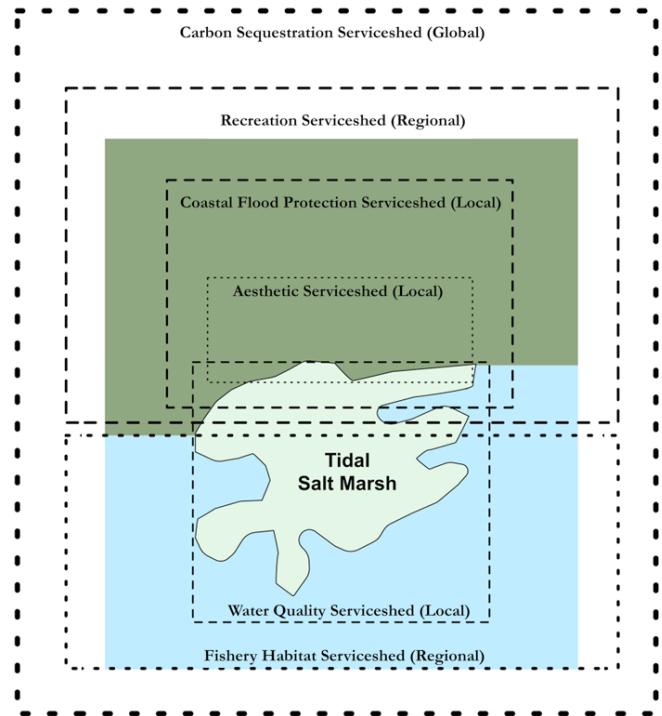 Carbon Sequestration Serviceshed (Global)
Recreation Serviceshed (Regional)
Coastal Flood Protection Serviceshed (Local)
Aesthetic Serviceshed (Local)
Tidal
Salt Marsh
Water Quality Serviceshed (Local)
Fishery Habitat Serviceshed (Regional)